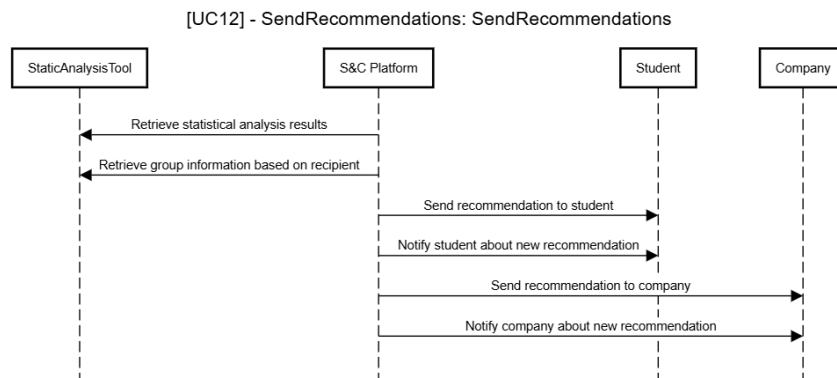 [UC12] - SendRecommendations: SendRecommendations
StaticAnalysisTool
S&C Platform
Student
Company
Retrieve statistical analysis results
Retrieve group information based on recipient
Send recommendation to student
Notify student about new recommendation
Send recommendation to company
Notify company about new recommendation